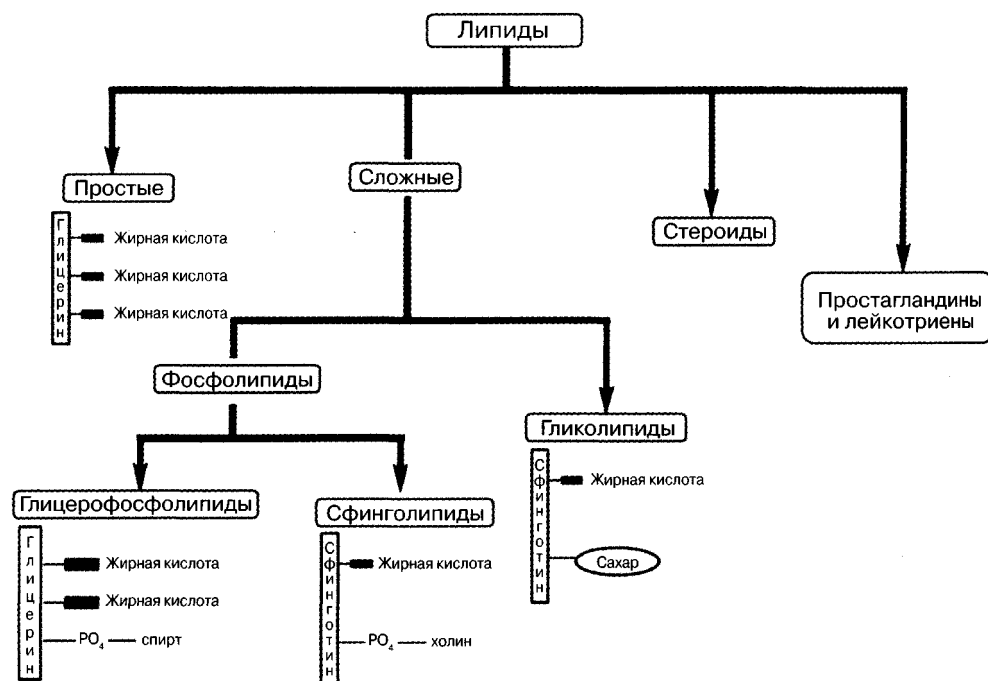 Липиды
Простые
Глицерин
Жирная кислота
Жирная кислота
Жирная кислота
Сложные
Стероиды
Простагландины
и лейкотриены
Фосфолипиды
Гликолипиды
Сфинготин
Жирная кислота
Сахар
Глицерофосфолипиды
Глицерин
Жирная кислота
Жирная кислота
PO₄ спирт
Сфинголипиды
Сфинготин
Жирная кислота
PO₄ холин